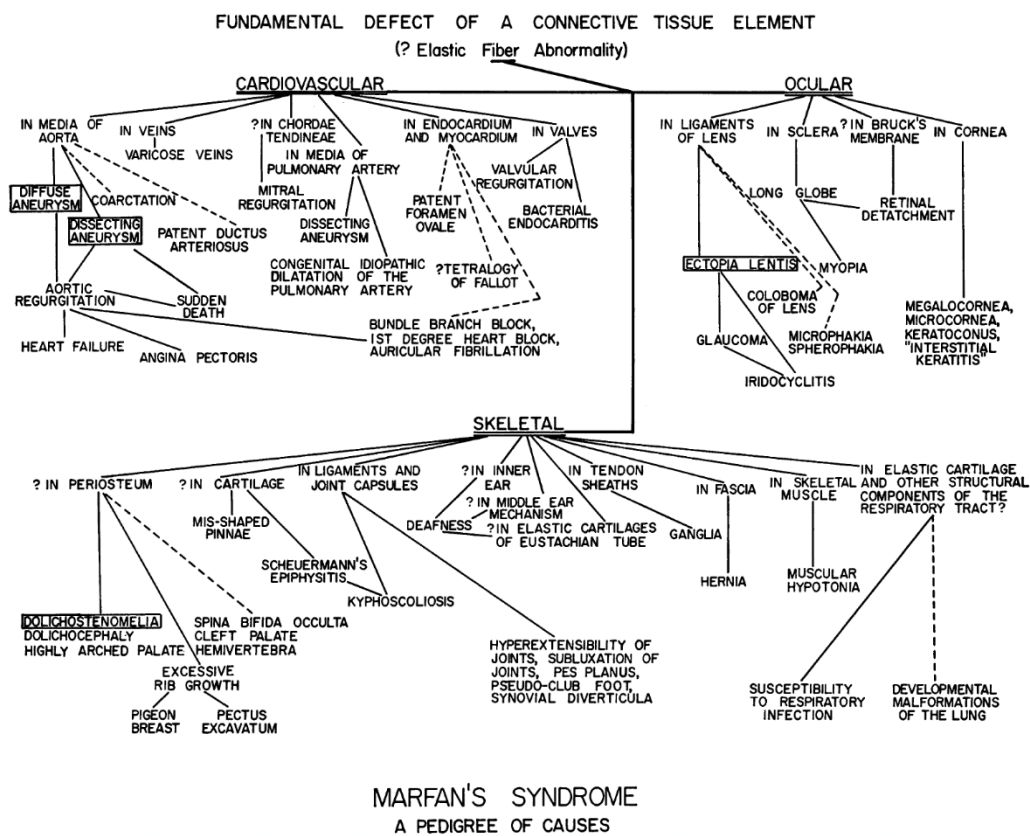 FUNDAMENTAL DEFECT OF A CONNECTIVE TISSUE ELEMENT
(? Elastic Fiber Abnormality)
CARDIOVASCULAR
IN MEDIA OF
AORTA
DIFFUSE
ANEURYSM
COARCTATION
DISSECTING
ANEURYSM
PATENT DUCTUS
ARTERIOSUS
AORTIC
REGURGITATION
SUDDEN
DEATH
HEART FAILURE
ANGINA PECTORIS
IN VEINS
VARICOSE VEINS
? IN CHORDAE
TENDINEAE
MITRAL
REGURGITATION
IN MEDIA OF
PULMONARY ARTERY
DISSECTING
ANEURYSM
CONGENITAL IDIOPATHIC
DILATATION OF THE
PULMONARY ARTERY
IN ENDOCARDIUM
AND MYOCARDIUM
PATENT
FORAMEN
OVALE
?TETRALOGY
OF FALLOT
BUNDLE BRANCH BLOCK,
1ST DEGREE HEART BLOCK,
AURICULAR FIBRILLATION
IN VALVES
VALVULAR
REGURGITATION
BACTERIAL
ENDOCARDITIS
OCULAR
IN LIGAMENTS
OF LENS
ECTOPIA LENTIS
COLOBOMA
OF LENS
MICROPHAKIA
SPHEROPHAKIA
GLAUCOMA
IRIDOCYCLITIS
IN SCLERA
LONG GLOBE
MYOPIA
? IN BRUCK'S
MEMBRANE
RETINAL
DETATCHMENT
IN CORNEA
MEGALOCORNEA,
MICROCORNEA,
KERATOCONUS,
"INTERSTITIAL
KERATITIS"
SKELETAL
? IN PERIOSTEUM
DOLICHOSTENOMELIA
DOLICHOCEPHALY
HIGHLY ARCHED PALATE
SPINA BIFIDA OCCULTA
CLEFT PALATE
HEMIVERTEBRA
EXCESSIVE
RIB GROWTH
PIGEON
BREAST
PECTUS
EXCAVATUM
? IN CARTILAGE
MIS-SHAPED
PINNAE
SCHEUERMANN'S
EPIPHYSITIS
IN LIGAMENTS AND
JOINT CAPSULES
KYPHOSCOLIOSIS
HYPEREXTENSIBILITY OF
JOINTS, SUBLUXATION OF
JOINTS, PES PLANUS,
PSEUDO-CLUB FOOT,
SYNOVIAL DIVERTICULA
? IN INNER
EAR
? IN MIDDLE EAR
MECHANISM
DEAFNESS
? IN ELASTIC CARTILAGES
OF EUSTACHIAN TUBE
IN TENDON
SHEATHS
GANGLIA
IN FASCIA
HERNIA
IN SKELETAL
MUSCLE
MUSCULAR
HYPOTONIA
IN ELASTIC CARTILAGE
AND OTHER STRUCTURAL
COMPONENTS OF THE
RESPIRATORY TRACT?
SUSCEPTIBILITY
TO RESPIRATORY
INFECTION
DEVELOPMENTAL
MALFORMATIONS
OF THE LUNG
MARFAN'S SYNDROME
A PEDIGREE OF CAUSES